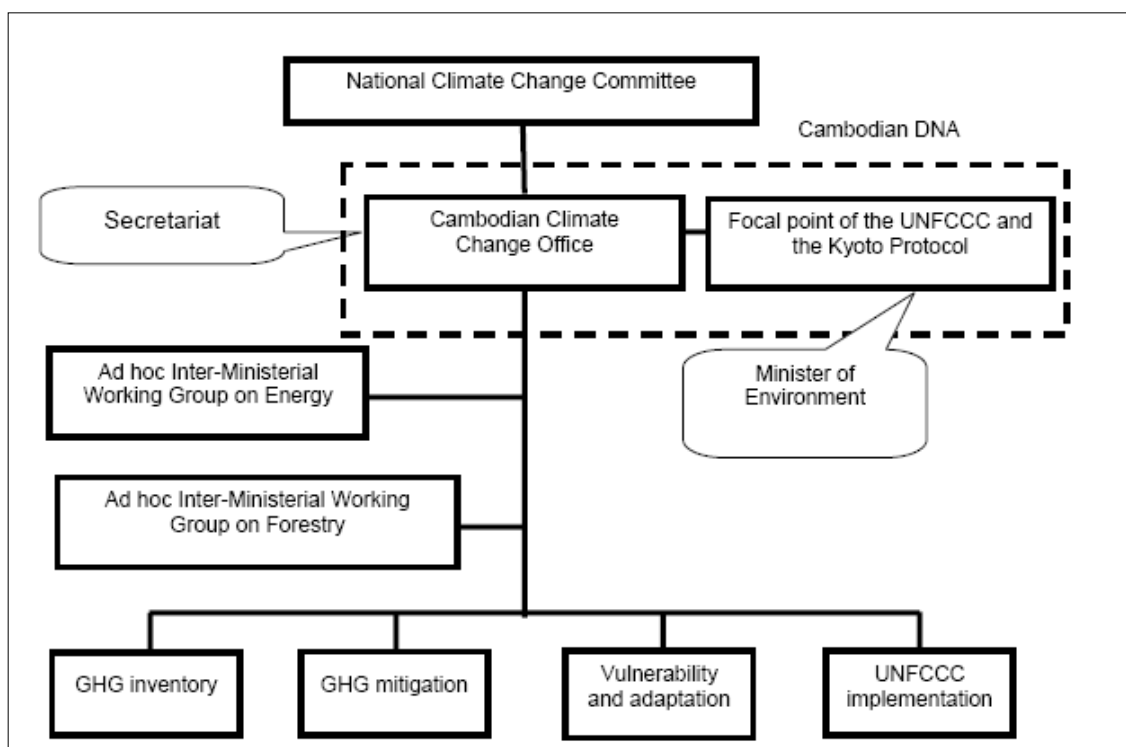 National Climate Change Committee
Cambodian DNA
Secretariat
Cambodian Climate
Change Office
Focal point of the UNFCCC and
the Kyoto Protocol
Ad hoc Inter-Ministerial
Working Group on Energy
Minister of
Environment
Ad hoc Inter-Ministerial Working
Group on Forestry
GHG inventory
GHG mitigation
Vulnerability
and adaptation
UNFCCC
implementation